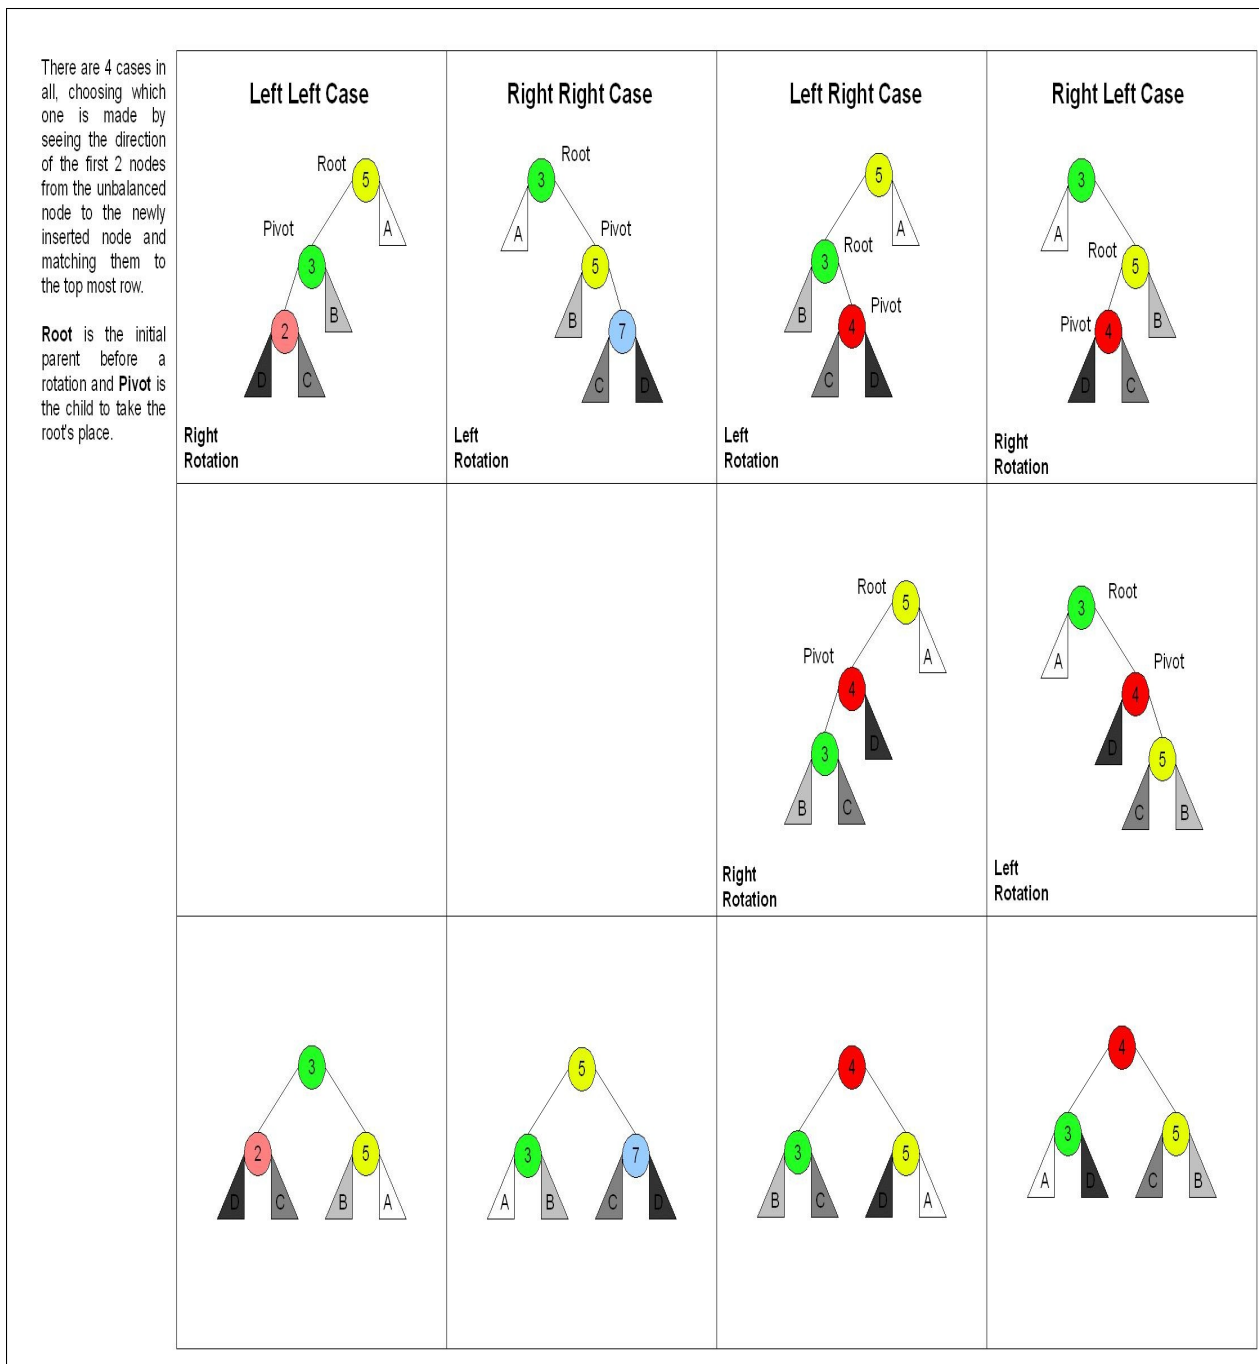 There are 4 cases in
all, choosing which
one is made by
seeing the direction
of the first 2 nodes
from the unbalanced
node to the newly
inserted node and
matching them to
the top most row.
Root is the initial
parent before a
rotation and Pivot is
the child to take the
root's place.
Left Left Case
Root
5
A
Pivot
3
B
2
D
C
Right
Rotation
Right Right Case
3
Root
A
Pivot
5
B
7
C
D
Left
Rotation
Left Right Case
5
A
Root
3
Pivot
B
4
C
D
Left
Rotation
Right Left Case
3
A
Root
5
Pivot
4
B
D
C
Right
Rotation
Root
5
A
Pivot
4
D
3
B
C
Right
Rotation
3
Root
A
Pivot
4
D
5
C
B
Left
Rotation
3
2
5
D
C
B
A
5
3
7
A
B
C
D
4
3
5
B
C
D
A
4
3
5
A
D
C
B